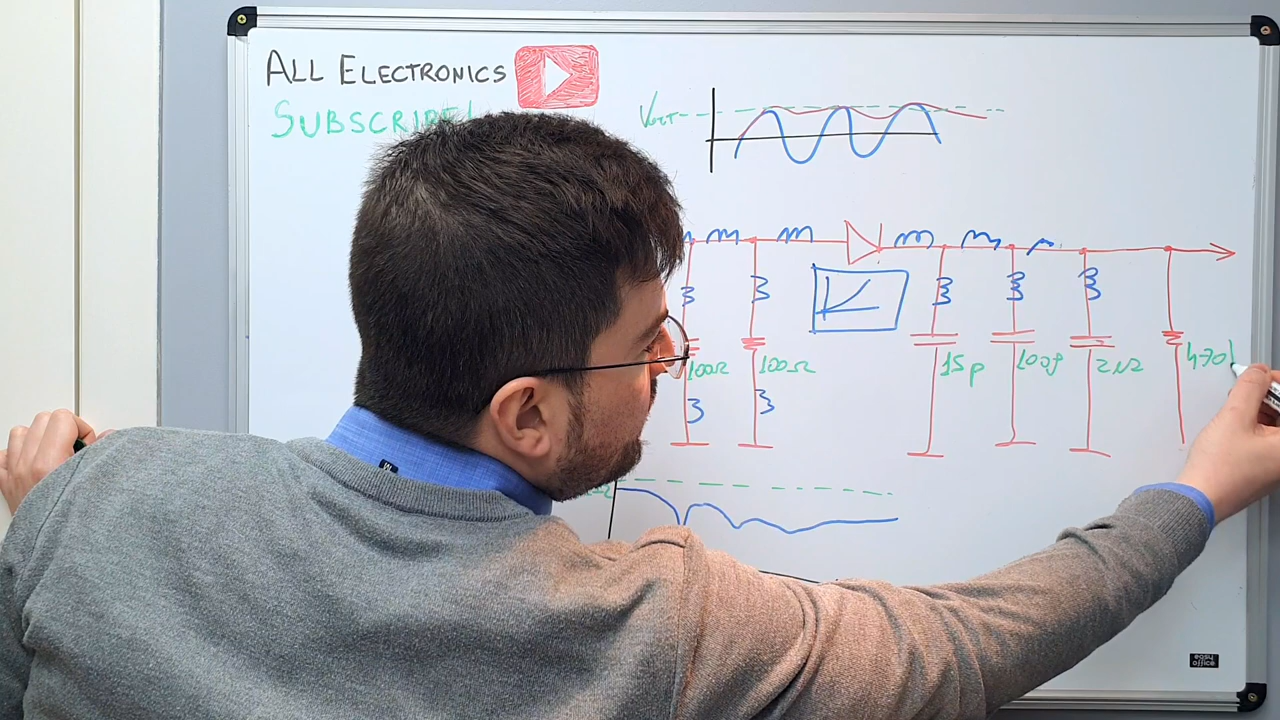 ALL ELECTRONICS
SUBSCRIBE!
VOUT
100Ω
100Ω
15p
100p
2n2
470
easy
office